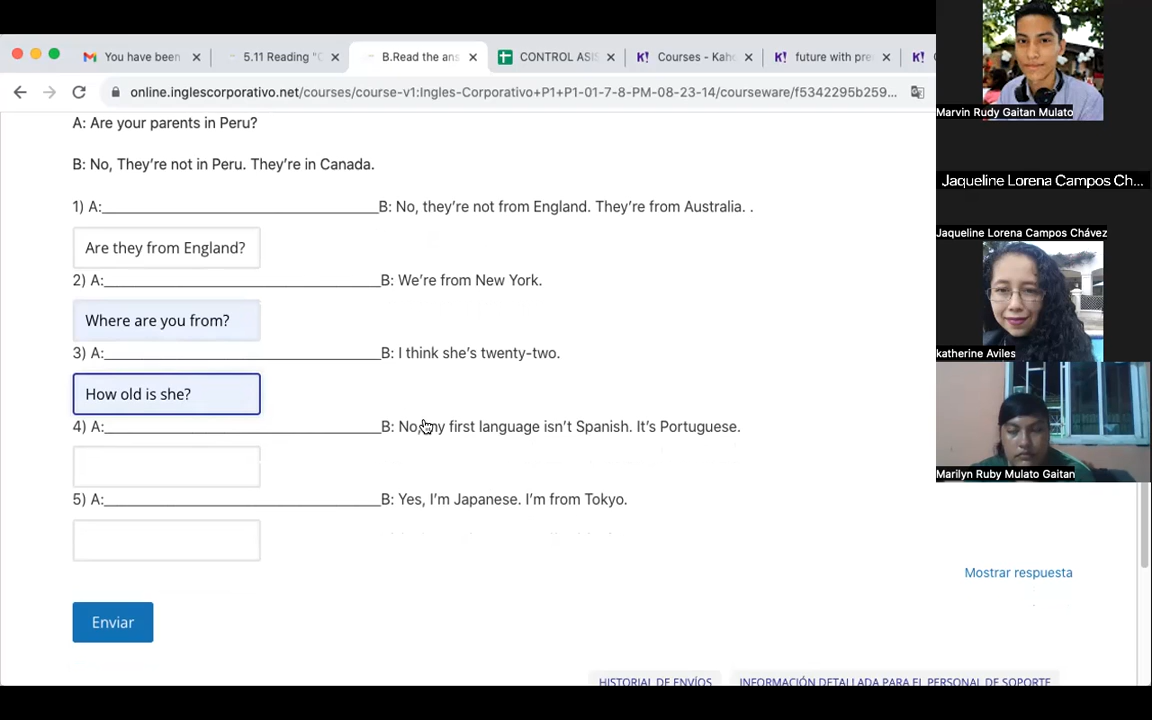 You have been
5.11 Reading "
B.Read the ans
CONTROL ASI
Courses - Kah
future with pre
online.inglescorporativo.net/courses/course-v1:Ingles-Corporativo+P1+P1-01-7-8-PM-08-23-14/courseware/f5342295b259...
A: Are your parents in Peru?
B: No, They're not in Peru. They're in Canada.
1) A:_________________________________B: No, they're not from England. They're from Australia. .
Are they from England?
2) A:_________________________________B: We're from New York.
Where are you from?
3) A:_________________________________B: I think she's twenty-two.
How old is she?
4) A:_________________________________B: No, my first language isn't Spanish. It's Portuguese.
5) A:_________________________________B: Yes, I'm Japanese. I'm from Tokyo.
Mostrar respuesta
Enviar
HISTORIAL DE ENVÍOS
INFORMACIÓN DETALLADA PARA EL PERSONAL DE SOPORTE
Marvin Rudy Gaitan Mulato
Jaqueline Lorena Campos Ch...
Jaqueline Lorena Campos Chávez
katherine Aviles
Marilyn Ruby Mulato Gaitan